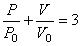 P/P₀ + V/V₀ = 3